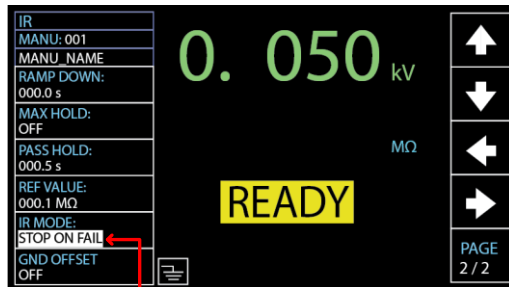 IR
MANU: 001
MANU_NAME
RAMP DOWN:
000.0 s
MAX HOLD:
OFF
PASS HOLD:
000.5 s
REF VALUE:
000.1 MΩ
IR MODE:
STOP ON FAIL
GND OFFSET
OFF
0. 050 kV
MΩ
READY
PAGE
2 / 2